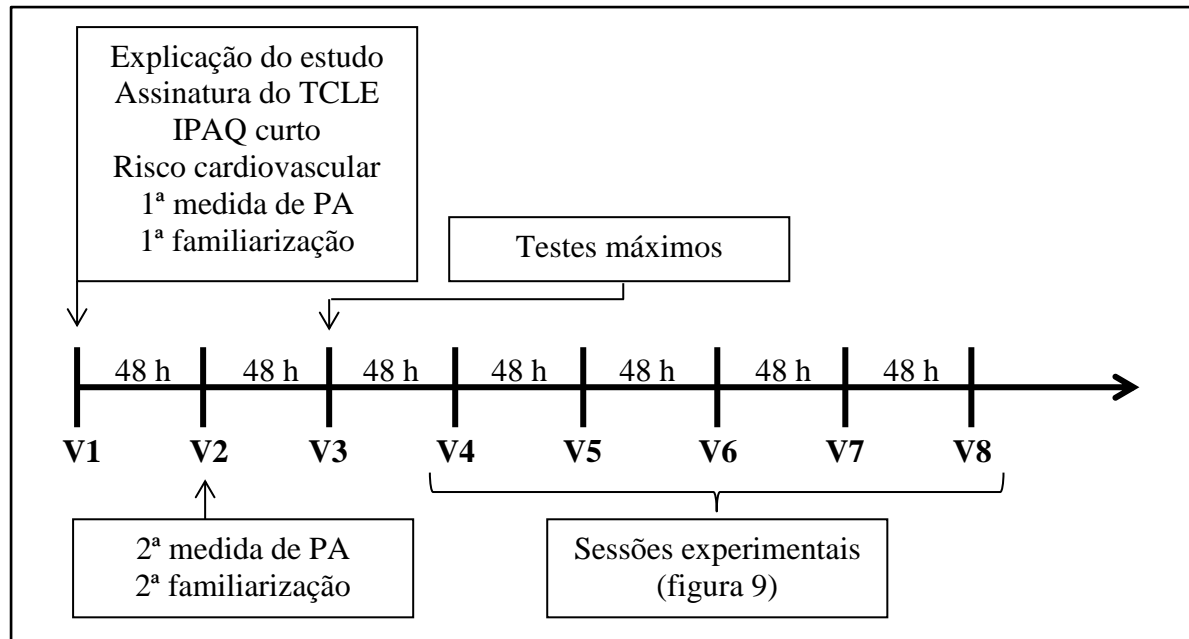 Explicação do estudo
Assinatura do TCLE
IPAQ curto
Risco cardiovascular
1ª medida de PA
1ª familiarização
Testes máximos
48 h 48 h 48 h 48 h 48 h 48 h 48 h
V1 V2 V3 V4 V5 V6 V7 V8
2ª medida de PA
2ª familiarização
Sessões experimentais
(figura 9)